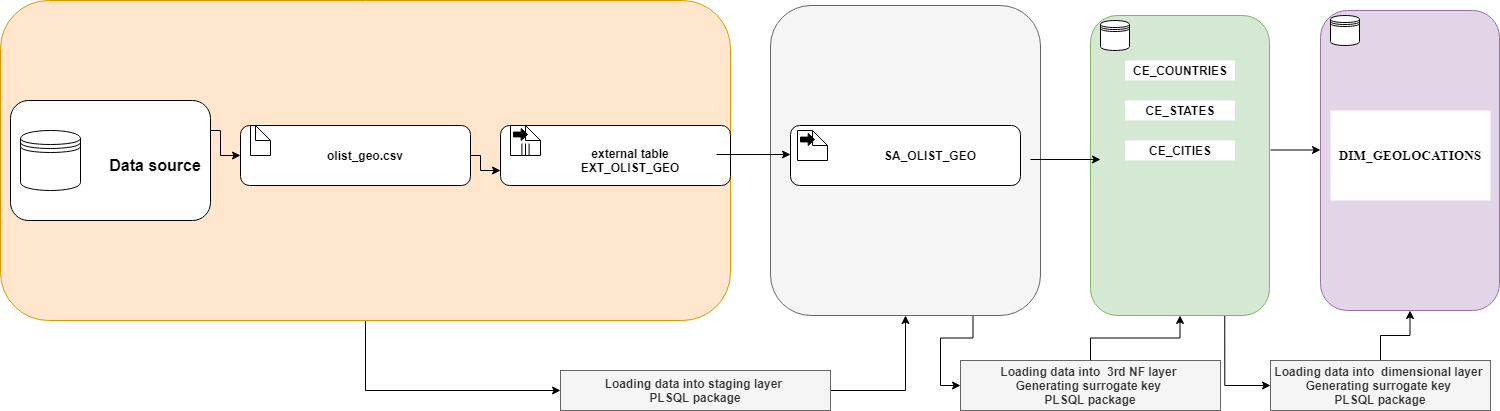 Data source
olist_geo.csv
external table
EXT_OLIST_GEO
SA_OLIST_GEO
CE_COUNTRIES
CE_STATES
CE_CITIES
DIM_GEOLOCATIONS
Loading data into staging layer
PLSQL package
Loading data into 3rd NF layer
Generating surrogate key
PLSQL package
Loading data into dimensional layer
Generating surrogate key
PLSQL package